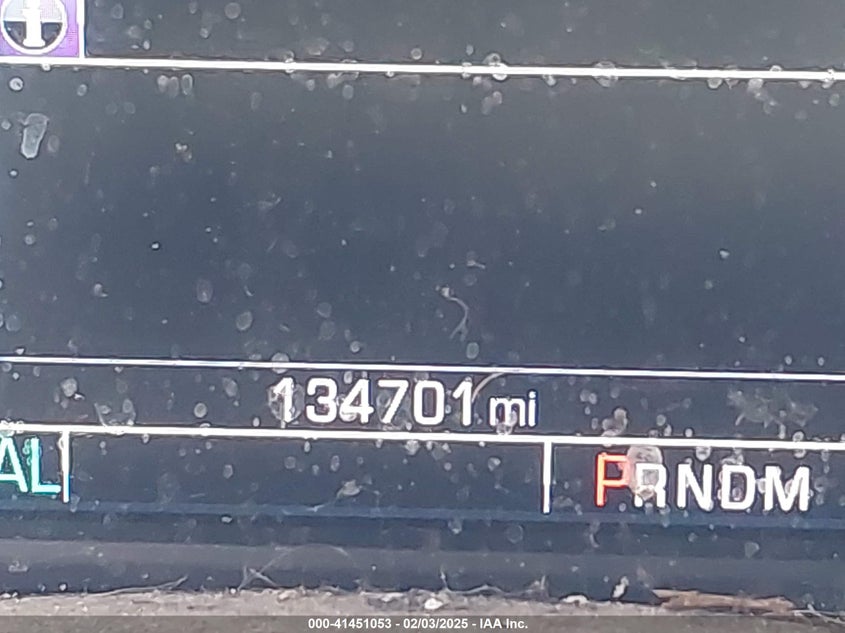 134701 mi
AL
PRNDM
000-41451053 - 02/03/2025 - IAA Inc.